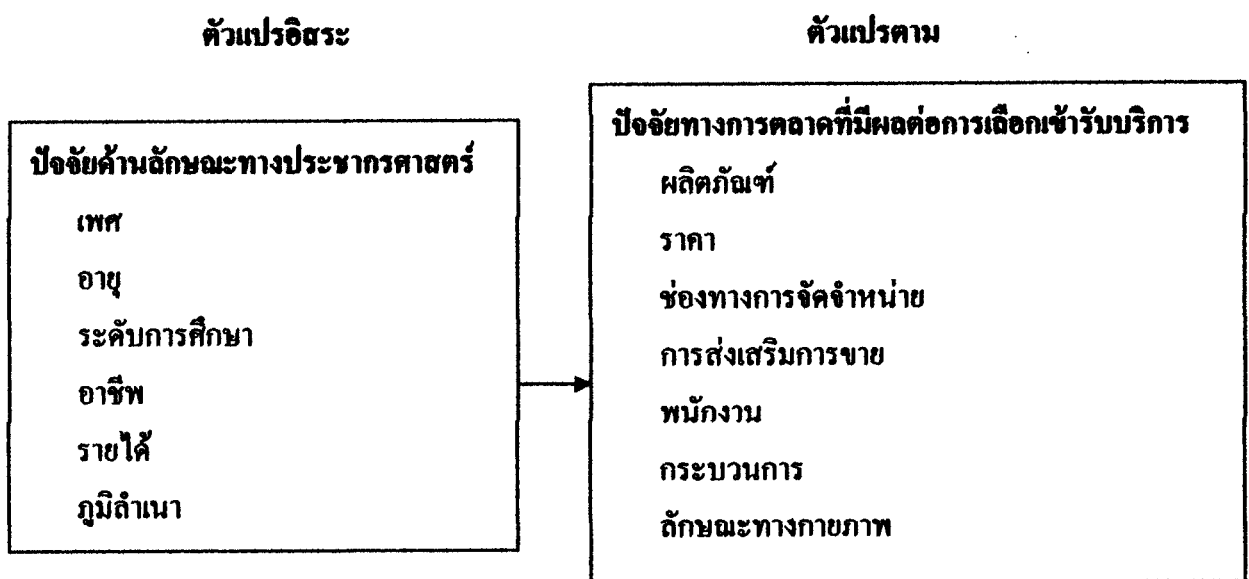 ตัวแปรอิสระ
ตัวแปรตาม
ปัจจัยด้านลักษณะทางประชากรศาสตร์
เพศ
อายุ
ระดับการศึกษา
อาชีพ
รายได้
ภูมิลำเนา
ปัจจัยทางการตลาดที่มีผลต่อการเลือกเข้ารับบริการ
ผลิตภัณฑ์
ราคา
ช่องทางการจัดจำหน่าย
การส่งเสริมการขาย
พนักงาน
กระบวนการ
ลักษณะทางกายภาพ